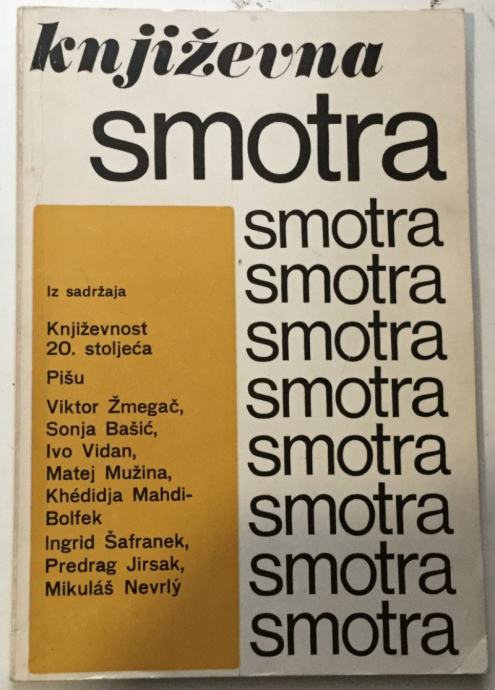 književna
smotra
smotra
smotra
smotra
smotra
smotra
smotra
smotra
smotra
Iz sadržaja
Književnost
20. stoljeća
Pišu
Viktor Žmegač,
Sonja Bašić,
Ivo Vidan,
Matej Mužina,
Khédidja Mahdi-
Bolfek
Ingrid Šafranek,
Predrag Jirsak,
Mikuláš Nevrlý